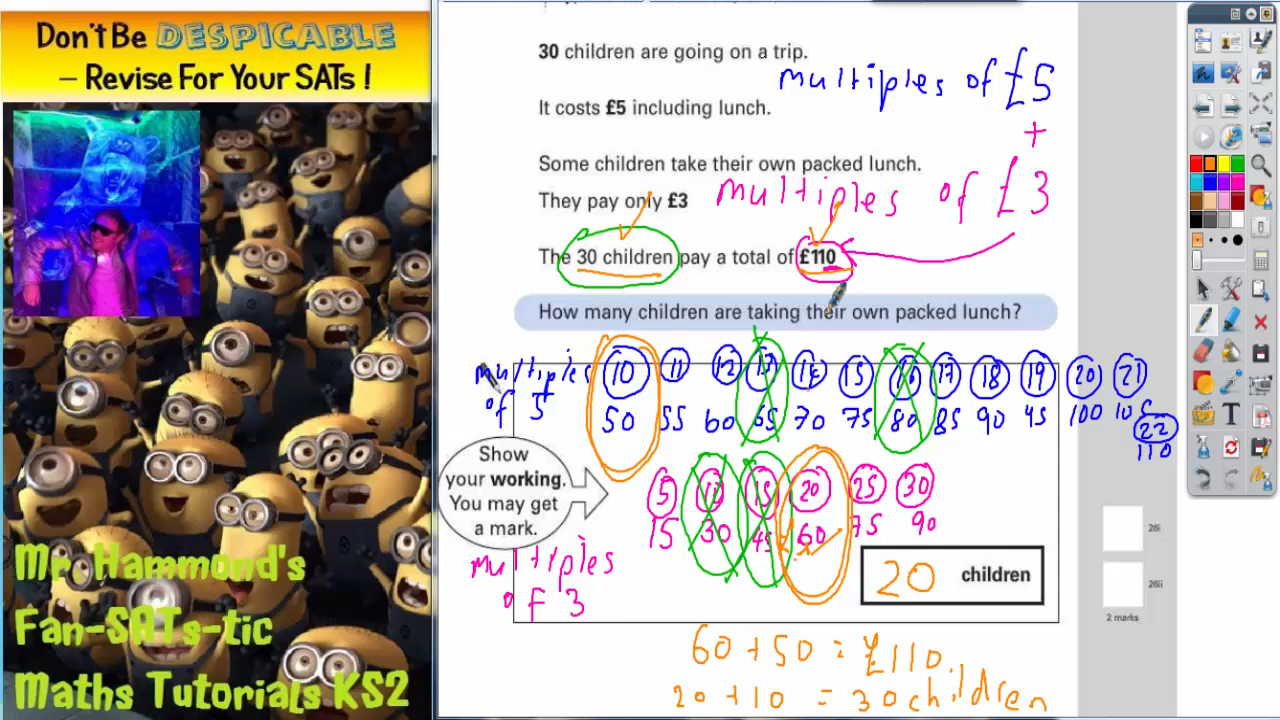 Don't Be DESPICABLE
– Revise For Your SATs !
Mr Hammond's
Fan-SATs-tic
Maths Tutorials KS2
30 children are going on a trip.
multiples of £5
It costs £5 including lunch.
+
Some children take their own packed lunch.
They pay only £3
multiples of £3
The 30 children pay a total of £110
How many children are taking their own packed lunch?
multiples 10 11 12 13 14 15 16 17 18 19 20 21
of 5 50 55 60 65 70 75 80 85 90 45 100 105
22
110
Show
your working.
You may get
a mark.
5 10 15 20 25 30
15 30 45 60 75 90
multiples
of 3
20 children
26i
26ii
2 marks
60 + 50 = £110
20 + 10 = 30 children